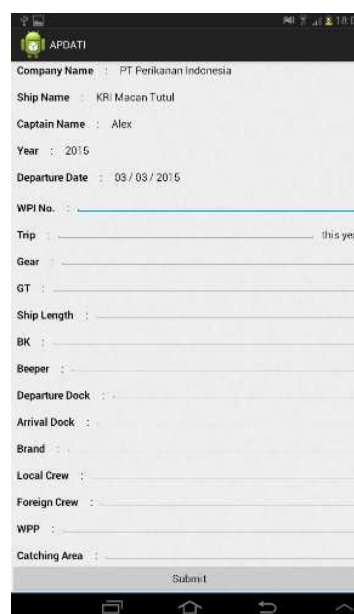 APDATI
Company Name : PT Perikanan Indonesia
Ship Name : KRI Macan Tutul
Captain Name : Alex
Year : 2015
Departure Date : 03 / 03 / 2015
WPI No. :
Trip : this yea
Gear :
GT :
Ship Length :
BK :
Beeper :
Departure Dock :
Arrival Dock :
Brand :
Local Crew :
Foreign Crew :
WPP :
Catching Area :
Submit